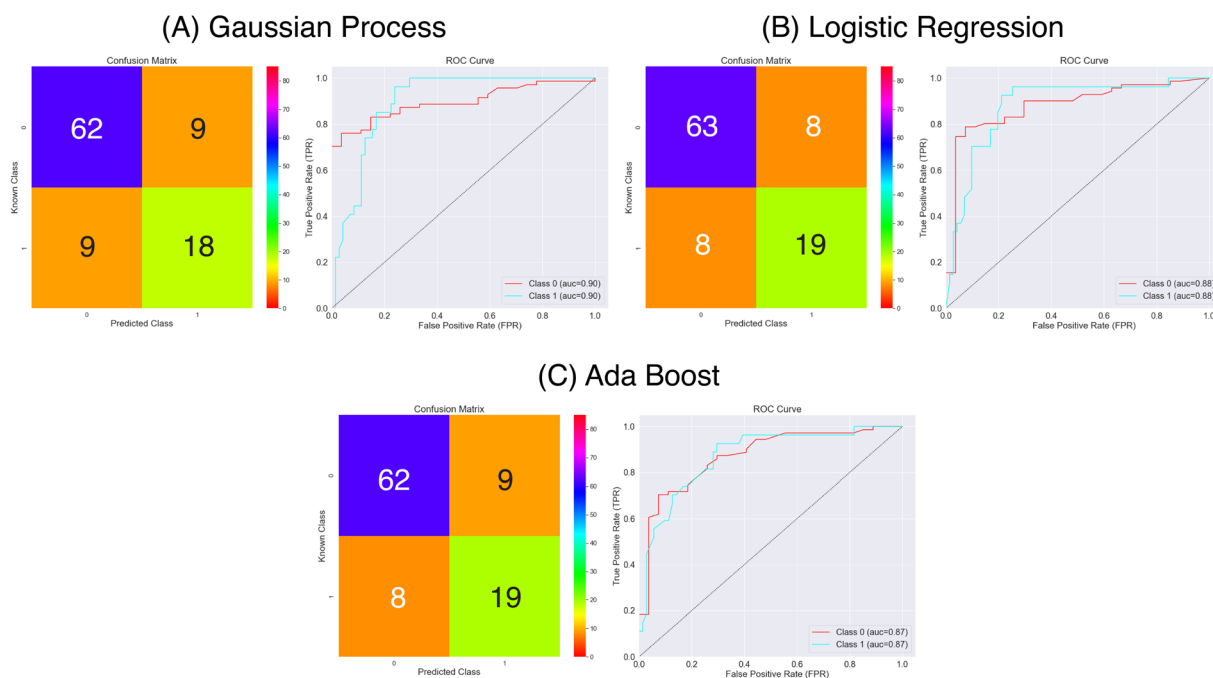 (A) Gaussian Process
Confusion Matrix
62 9
9 18
0
1
Known Class
0 1
Predicted Class
80
70
60
50
40
30
20
10
0
ROC Curve
1.0
0.8
0.6
0.4
0.2
0.0
True Positive Rate (TPR)
Class 0 (auc=0.90)
Class 1 (auc=0.90)
0.0 0.2 0.4 0.6 0.8 1.0
False Positive Rate (FPR)
(B) Logistic Regression
Confusion Matrix
63 8
8 19
0
1
Known Class
0 1
Predicted Class
80
70
60
50
40
30
20
10
0
ROC Curve
1.0
0.8
0.6
0.4
0.2
0.0
True Positive Rate (TPR)
Class 0 (auc=0.88)
Class 1 (auc=0.88)
0.0 0.2 0.4 0.6 0.8 1.0
False Positive Rate (FPR)
(C) Ada Boost
Confusion Matrix
62 9
8 19
0
1
Known Class
0 1
Predicted Class
80
70
60
50
40
30
20
10
0
ROC Curve
1.0
0.8
0.6
0.4
0.2
0.0
True Positive Rate (TPR)
Class 0 (auc=0.87)
Class 1 (auc=0.87)
0.0 0.2 0.4 0.6 0.8 1.0
False Positive Rate (FPR)